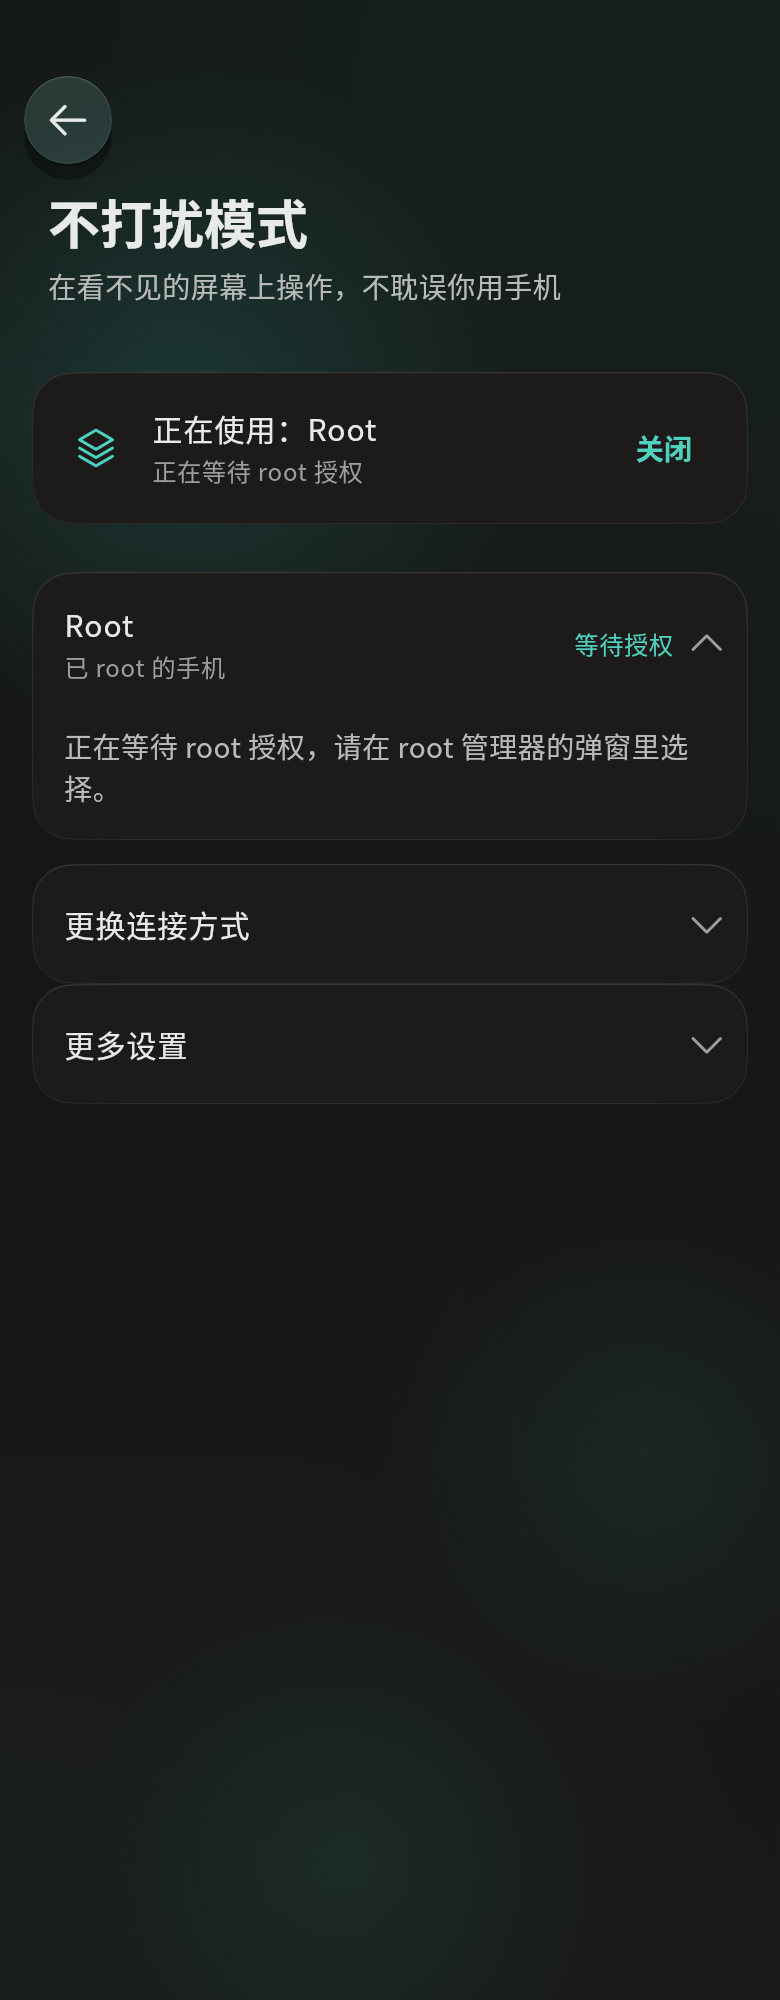 不打扰模式
在看不见的屏幕上操作，不耽误你用手机
正在使用：Root
正在等待 root 授权
关闭
Root
已 root 的手机
等待授权
正在等待 root 授权，请在 root 管理器的弹窗里选
择。
更换连接方式
更多设置